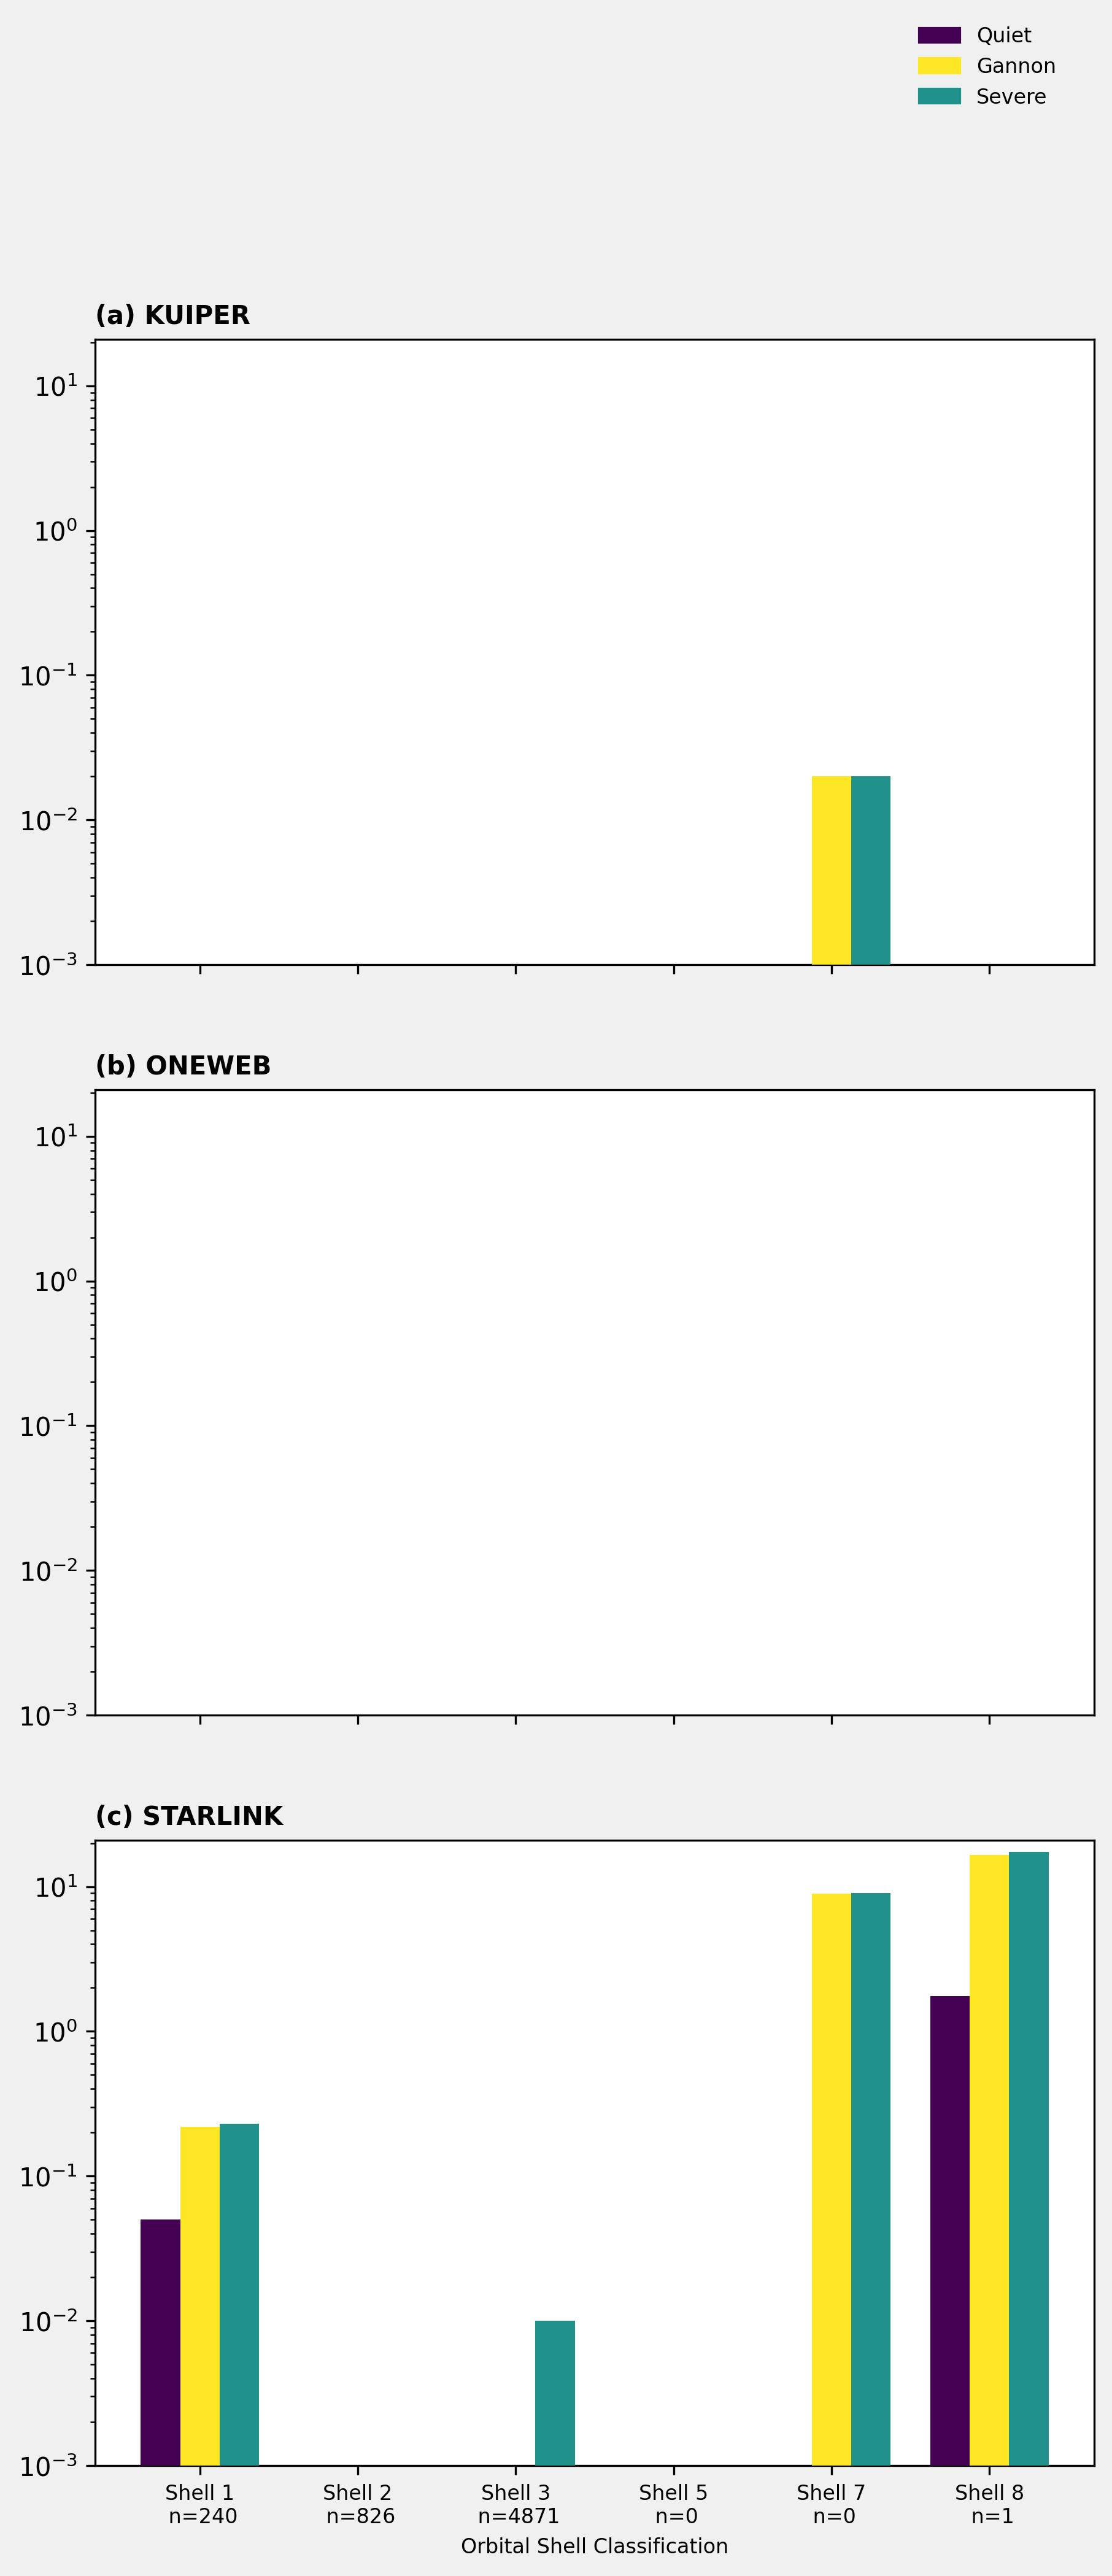 Quiet
Gannon
Severe
(a) KUIPER
10¹
10⁰
10⁻¹
10⁻²
10⁻³
(b) ONEWEB
10¹
10⁰
10⁻¹
10⁻²
10⁻³
(c) STARLINK
10¹
10⁰
10⁻¹
10⁻²
10⁻³
Shell 1 Shell 2 Shell 3 Shell 5 Shell 7 Shell 8
n=240 n=826 n=4871 n=0 n=0 n=1
Orbital Shell Classification